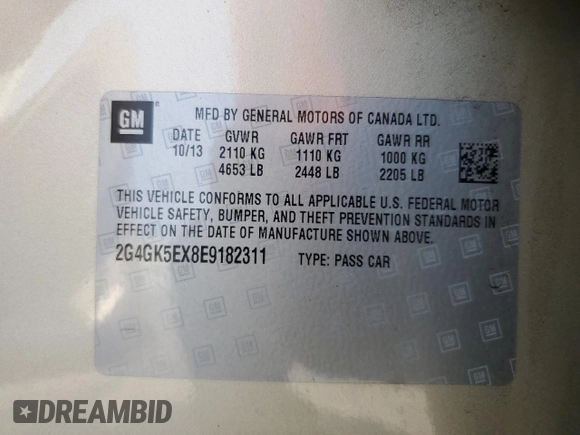 GM
MFD BY GENERAL MOTORS OF CANADA LTD.
DATE GVWR GAWR FRT GAWR RR
10/13 2110 KG 1110 KG 1000 KG
4653 LB 2448 LB 2205 LB
THIS VEHICLE CONFORMS TO ALL APPLICABLE U.S. FEDERAL MOTOR
VEHICLE SAFETY, BUMPER, AND THEFT PREVENTION STANDARDS IN
EFFECT ON THE DATE OF MANUFACTURE SHOWN ABOVE.
2G4GK5EX8E9182311 TYPE: PASS CAR
DREAMBID